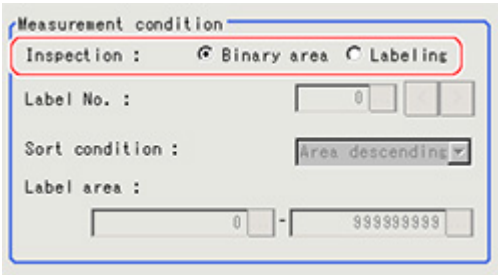 Measurement condition
Inspection : Binary area Labeling
Label No. : 0 < >
Sort condition : Area descending
Label area :
0 - 999999999